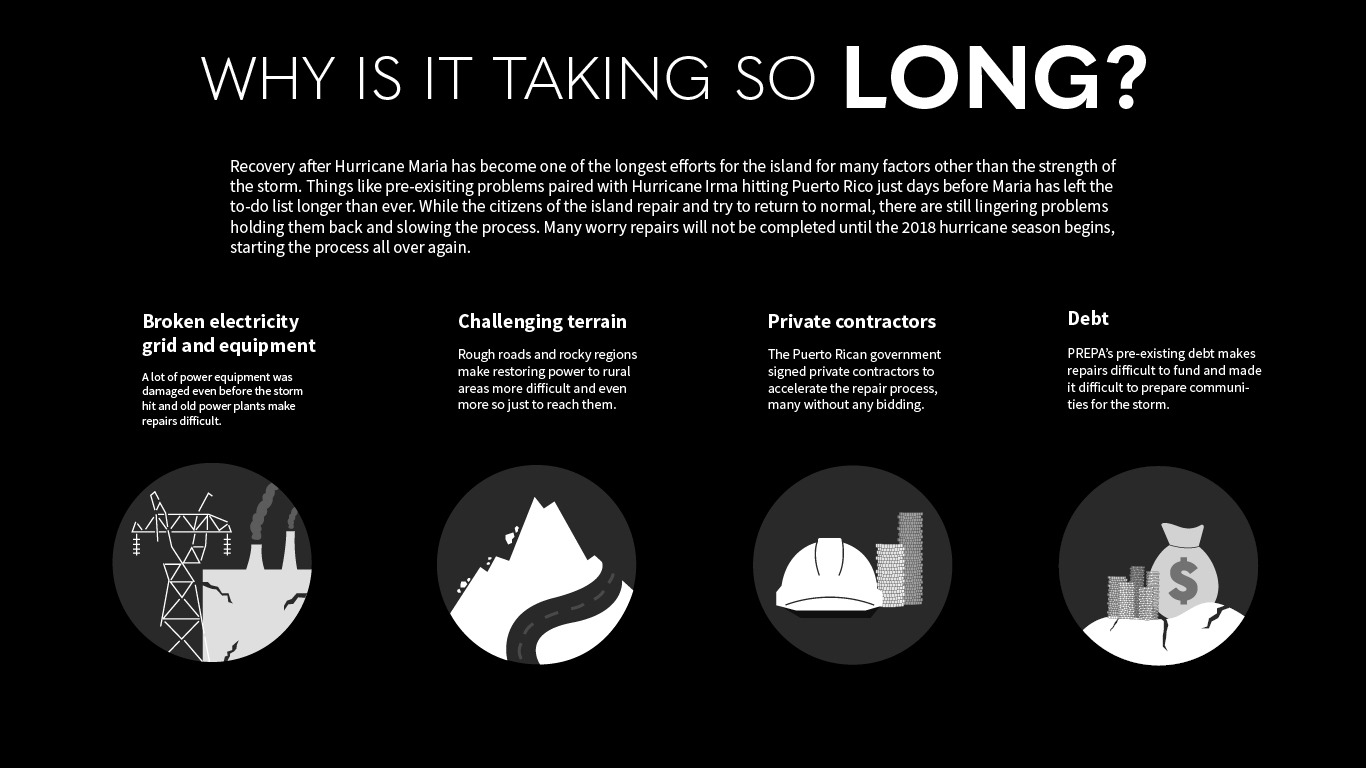 WHY IS IT TAKING SO LONG?
Recovery after Hurricane Maria has become one of the longest efforts for the island for many factors other than the strength of
the storm. Things like pre-exisiting problems paired with Hurricane Irma hitting Puerto Rico just days before Maria has left the
to-do list longer than ever. While the citizens of the island repair and try to return to normal, there are still lingering problems
holding them back and slowing the process. Many worry repairs will not be completed until the 2018 hurricane season begins,
starting the process all over again.
Broken electricity
grid and equipment
A lot of power equipment was
damaged even before the storm
hit and old power plants make
repairs difficult.
Challenging terrain
Rough roads and rocky regions
make restoring power to rural
areas more difficult and even
more so just to reach them.
Private contractors
The Puerto Rican government
signed private contractors to
accelerate the repair process,
many without any bidding.
Debt
PREPA’s pre-existing debt makes
repairs difficult to fund and made
it difficult to prepare communi-
ties for the storm.
$